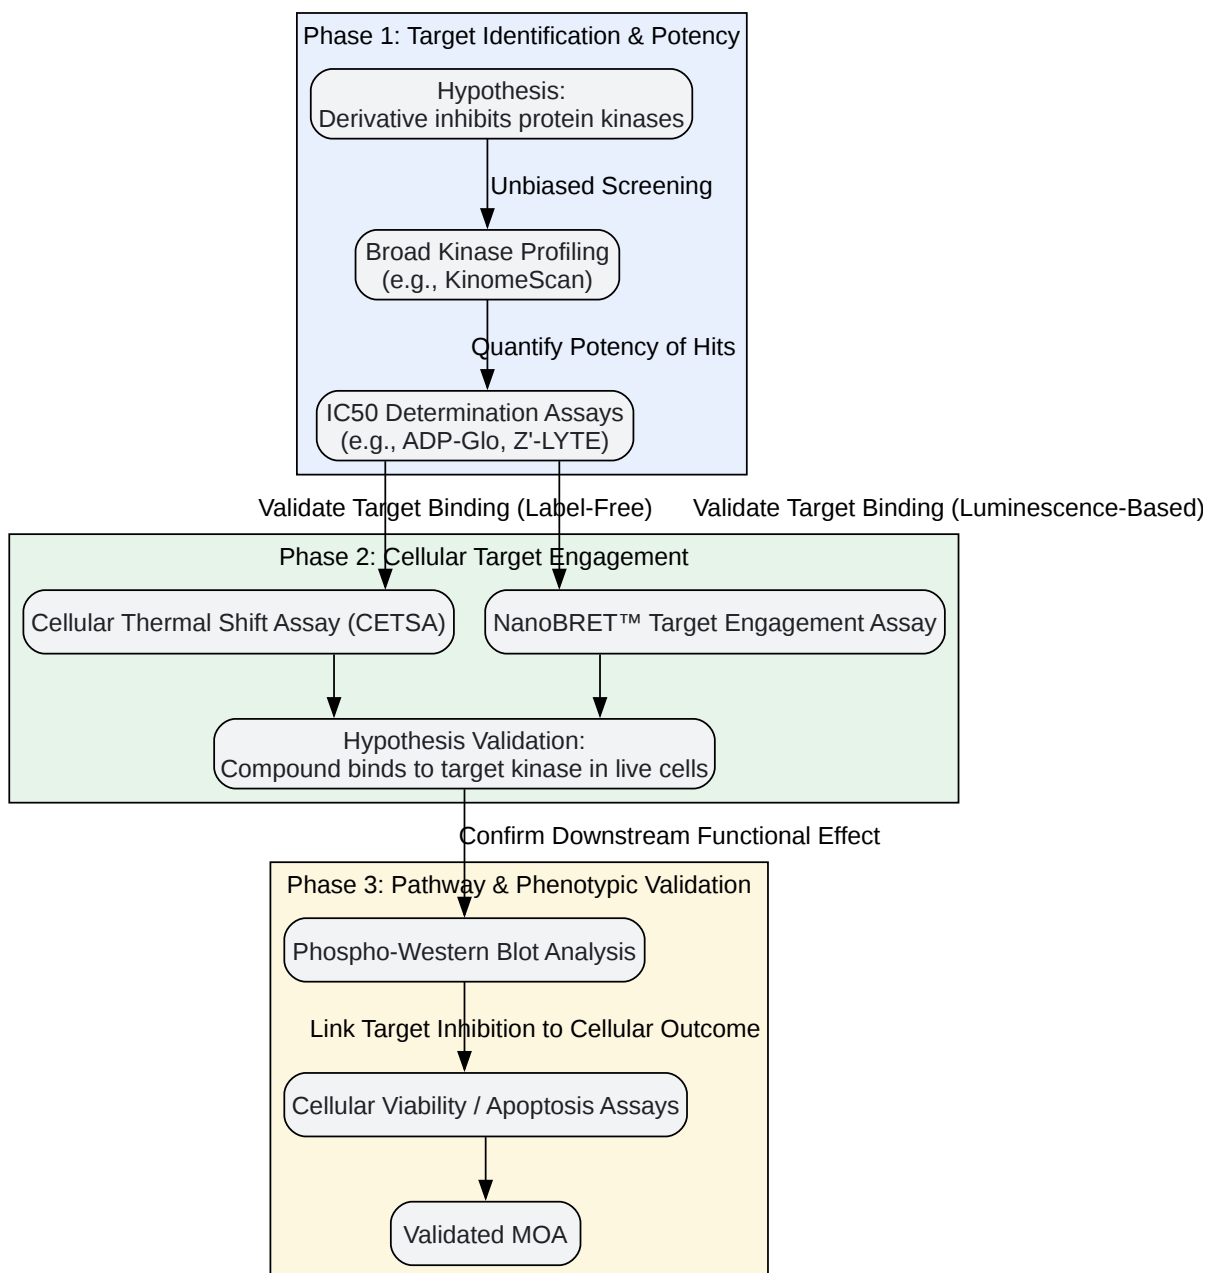 Phase 1: Target Identification & Potency
Hypothesis:
Derivative inhibits protein kinases
Unbiased Screening
Broad Kinase Profiling
(e.g., KinomeScan)
Quantify Potency of Hits
IC50 Determination Assays
(e.g., ADP-Glo, Z'-LYTE)
Validate Target Binding (Label-Free)
Validate Target Binding (Luminescence-Based)
Phase 2: Cellular Target Engagement
Cellular Thermal Shift Assay (CETSA)
NanoBRET™ Target Engagement Assay
Hypothesis Validation:
Compound binds to target kinase in live cells
Confirm Downstream Functional Effect
Phase 3: Pathway & Phenotypic Validation
Phospho-Western Blot Analysis
Link Target Inhibition to Cellular Outcome
Cellular Viability / Apoptosis Assays
Validated MOA